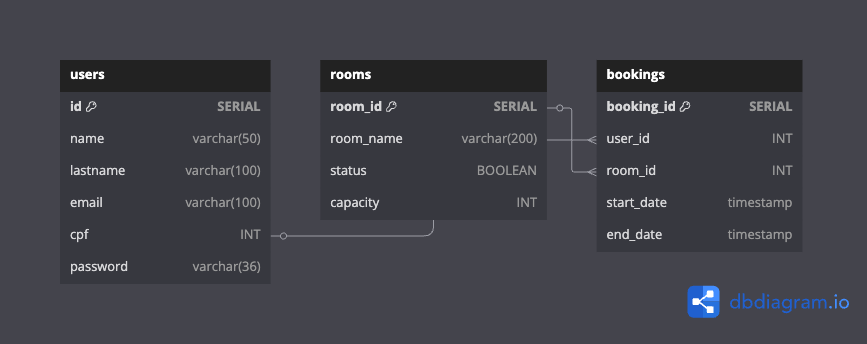 users
id SERIAL
name varchar(50)
lastname varchar(100)
email varchar(100)
cpf INT
password varchar(36)
rooms
room_id SERIAL
room_name varchar(200)
status BOOLEAN
capacity INT
bookings
booking_id SERIAL
user_id INT
room_id INT
start_date timestamp
end_date timestamp
dbdiagram.io